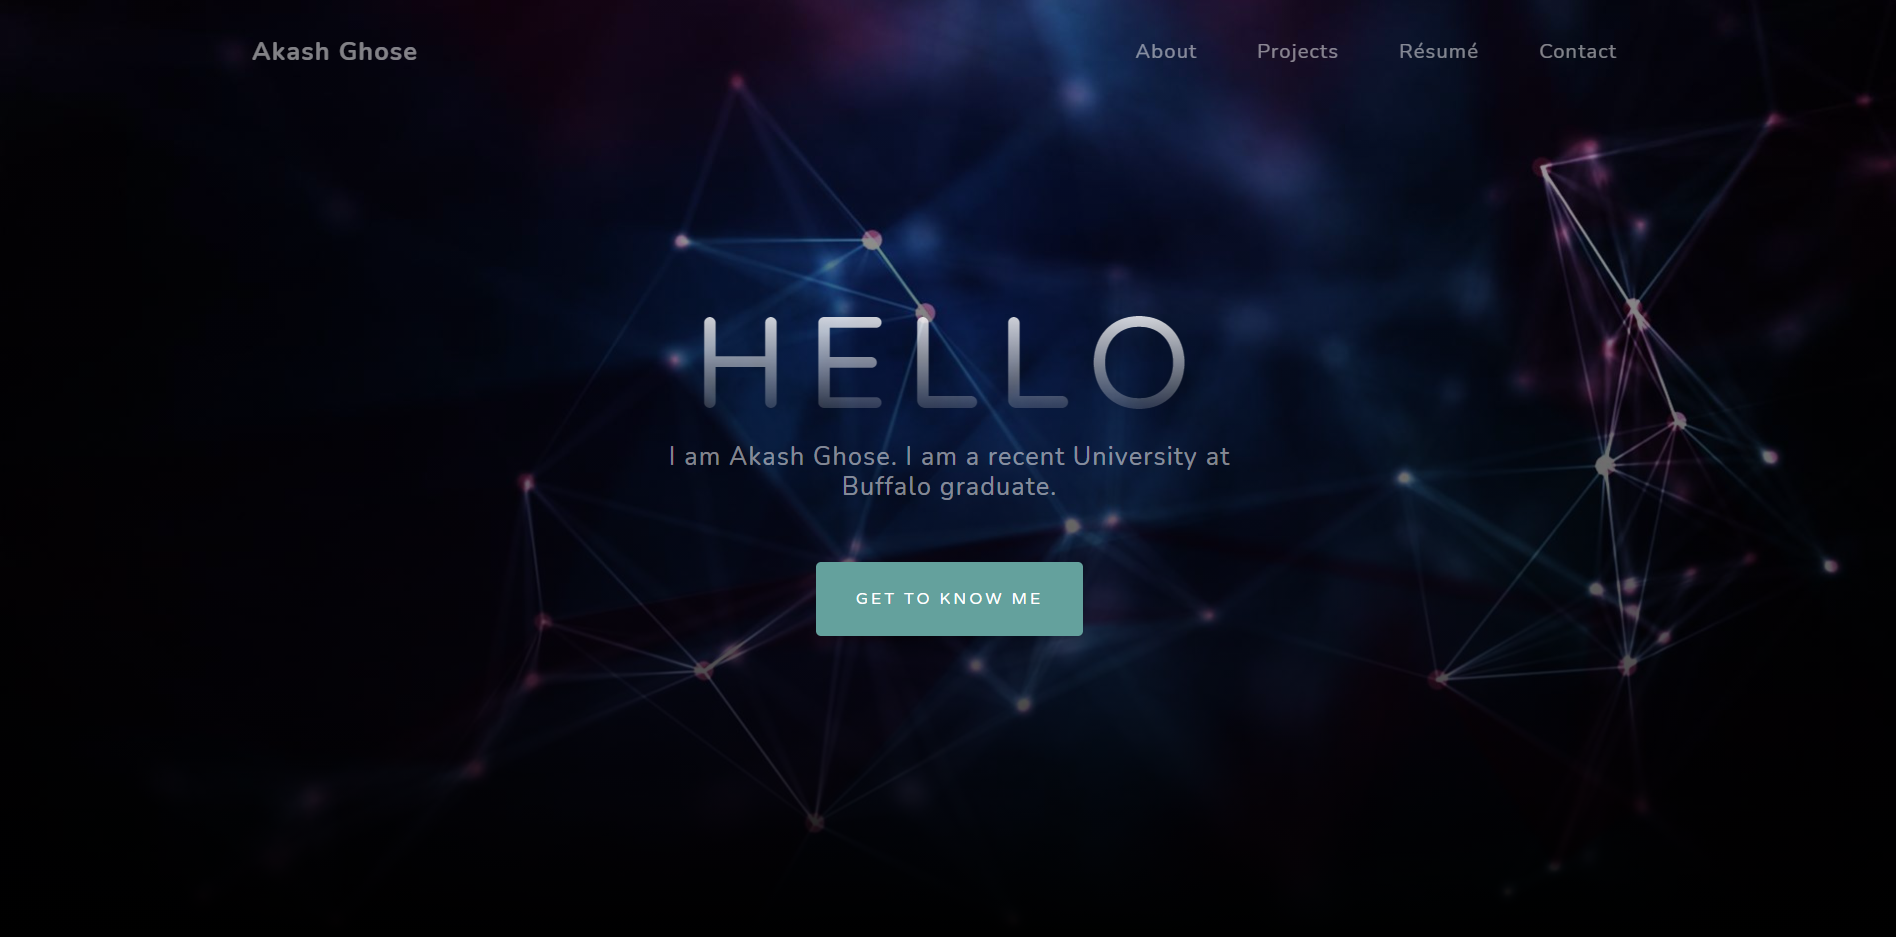 Akash Ghose
About
Projects
Résumé
Contact
HELLO
I am Akash Ghose. I am a recent University at
Buffalo graduate.
GET TO KNOW ME